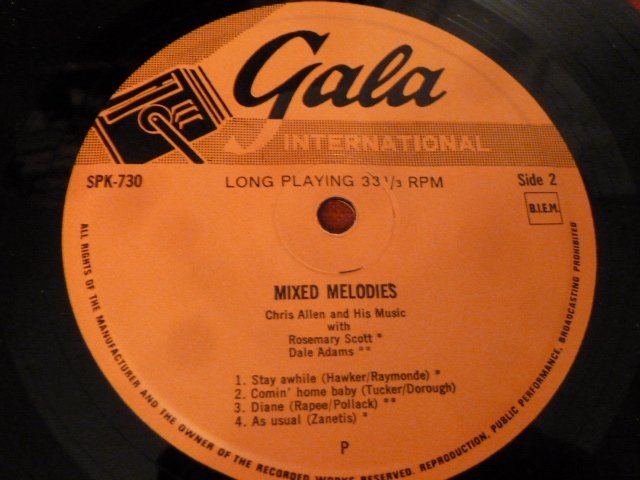 Gala
INTERNATIONAL
SPK-730
LONG PLAYING 33 1/3 RPM
Side 2
B.I.E.M.
MIXED MELODIES
Chris Allen and His Music
with
Rosemary Scott *
Dale Adams **
1. Stay awhile (Hawker/Raymonde) *
2. Comin' home baby (Tucker/Dorough)
3. Diane (Rapee/Pollack) **
4. As usual (Zanetis) *
P
ALL RIGHTS OF THE MANUFACTURER AND THE OWNER OF THE RECORDED WORKS RESERVED. REPRODUCTION, PUBLIC PERFORMANCE, BROADCASTING PROHIBITED